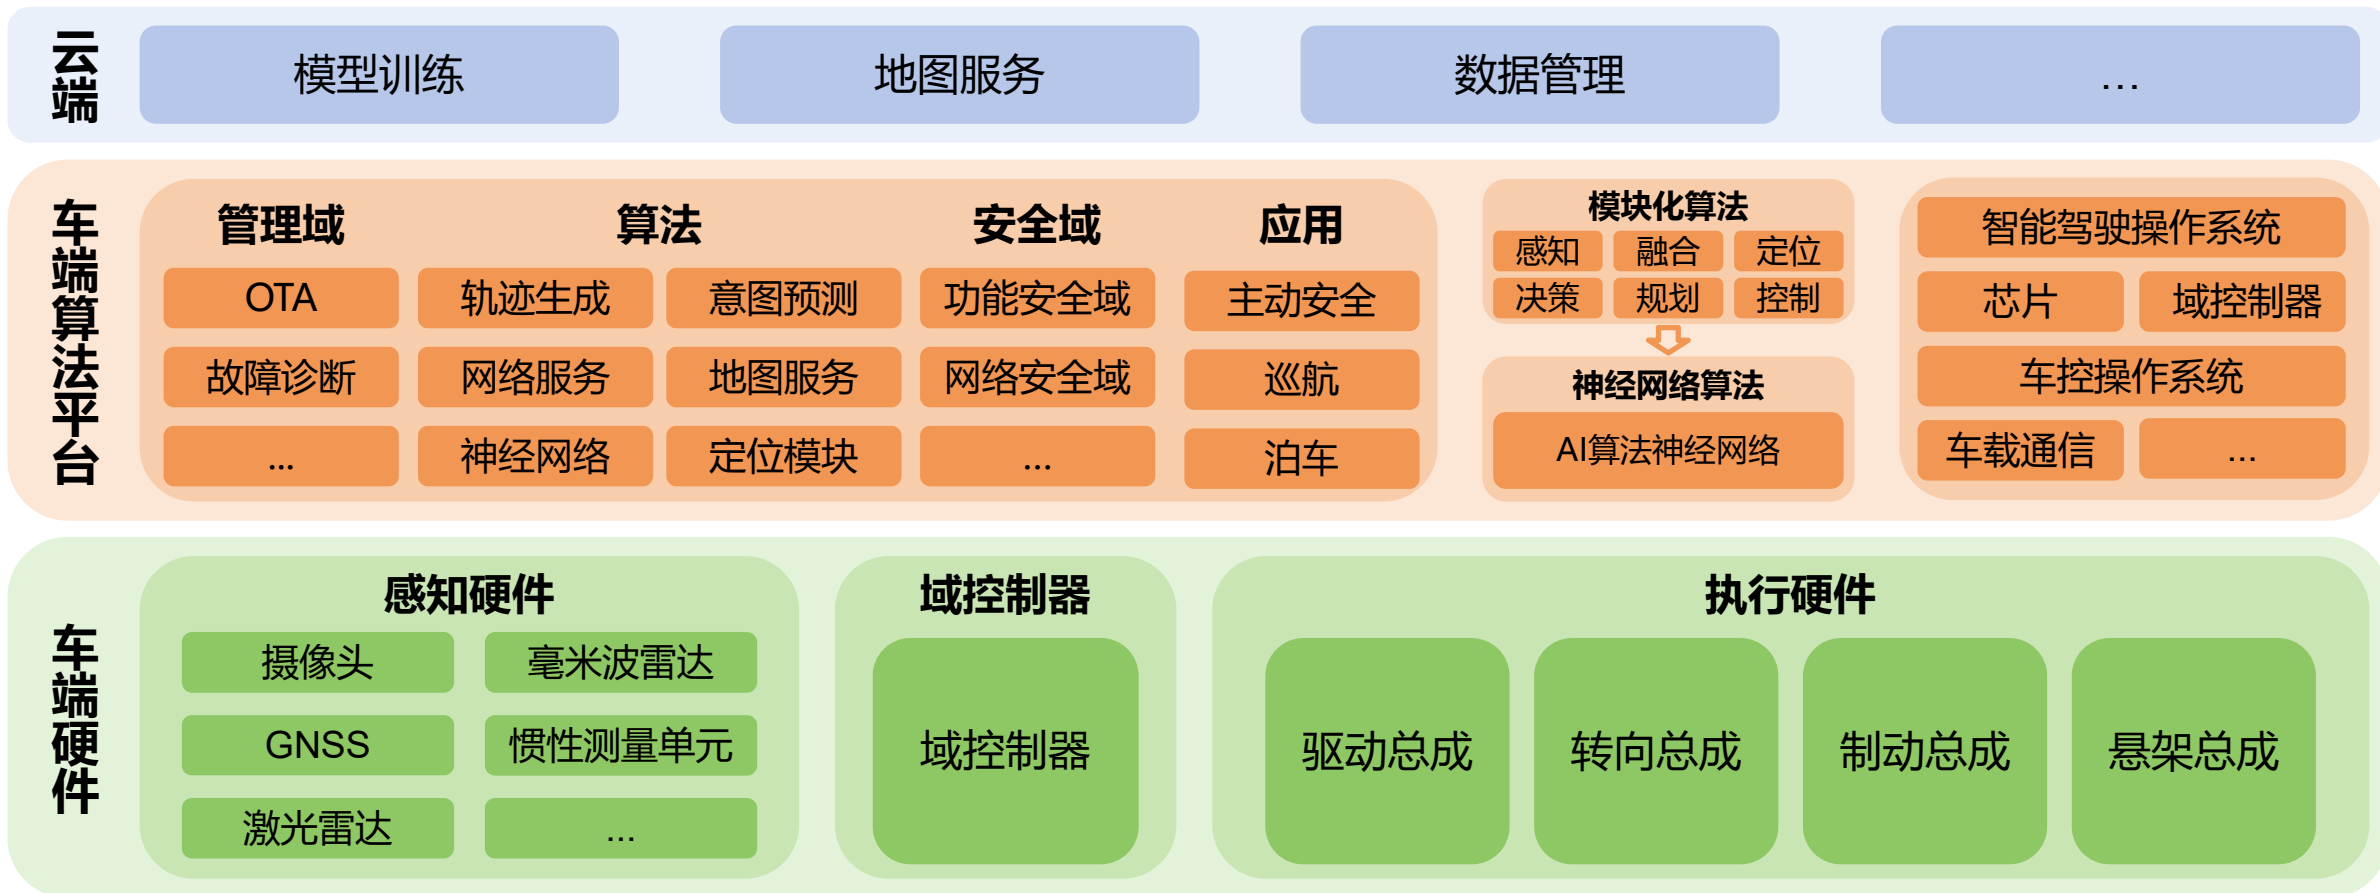 云端
模型训练
地图服务
数据管理
…
车端算法平台
管理域
算法
安全域
应用
OTA
轨迹生成
意图预测
功能安全域
主动安全
故障诊断
网络服务
地图服务
网络安全域
巡航
...
神经网络
定位模块
...
泊车
模块化算法
感知
融合
定位
决策
规划
控制
神经网络算法
AI算法神经网络
智能驾驶操作系统
芯片
域控制器
车控操作系统
车载通信
...
车端硬件
感知硬件
摄像头
毫米波雷达
GNSS
惯性测量单元
激光雷达
...
域控制器
域控制器
执行硬件
驱动总成
转向总成
制动总成
悬架总成